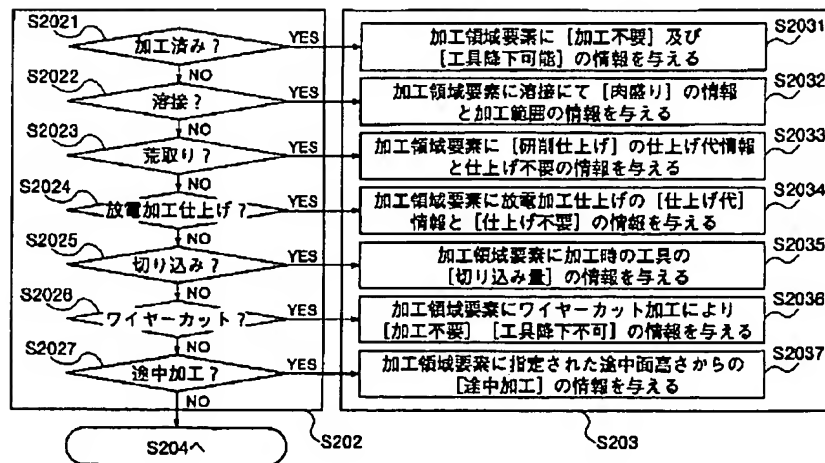 S2021
加工済み?
YES
加工領域要素に[加工不要]及び
[工具降下可能]の情報を与える
S2031
NO
S2022
溶接?
YES
加工領域要素に溶接にて[肉盛り]の情報
と加工範囲の情報を与える
S2032
NO
S2023
荒取り?
YES
加工領域要素に[研削仕上げ]の仕上げ代情報
と仕上げ不要の情報を与える
S2033
NO
S2024
放電加工仕上げ?
YES
加工領域要素に放電加工仕上げの[仕上げ代]
情報と[仕上げ不要]の情報を与える
S2034
NO
S2025
切り込み?
YES
加工領域要素に加工時の工具の
[切り込み量]の情報を与える
S2035
NO
S2026
ワイヤーカット?
YES
加工領域要素にワイヤーカット加工により
[加工不要][工具降下不可]の情報を与える
S2036
NO
S2027
途中加工?
YES
加工領域要素に指定された途中面高さからの
[途中加工]の情報を与える
S2037
NO
S204へ
S202
S203